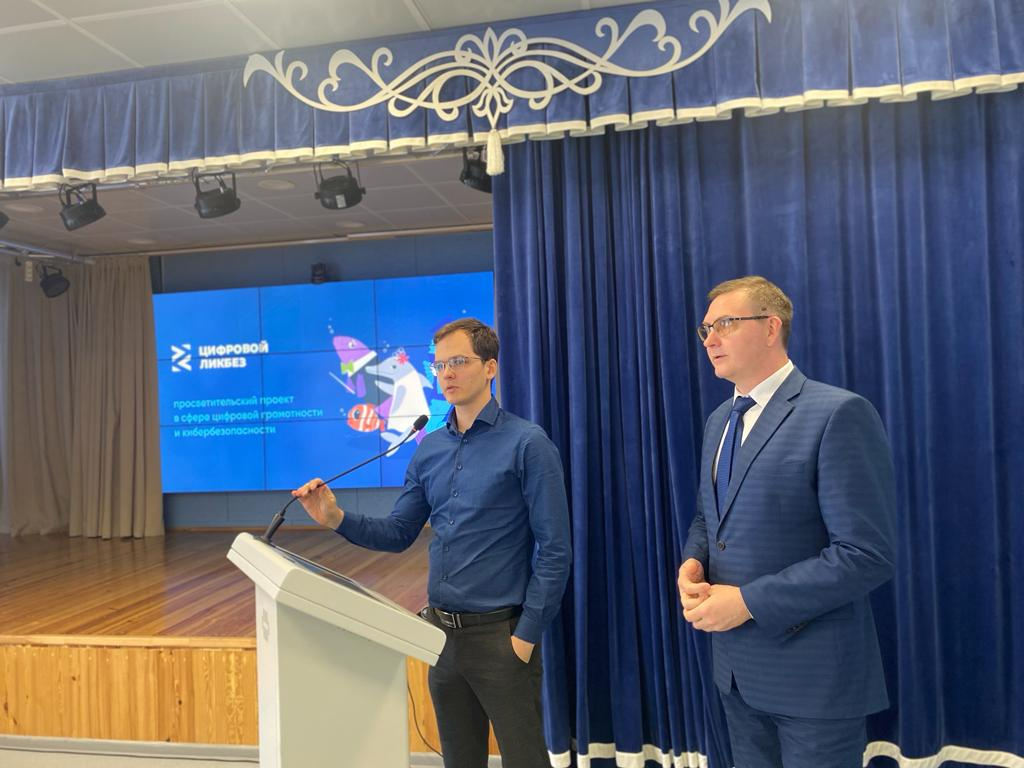 ЦИФРОВОЙ
ЛИКБЕЗ
просветительский проект
в сфере цифровой грамотности
и кибербезопасности